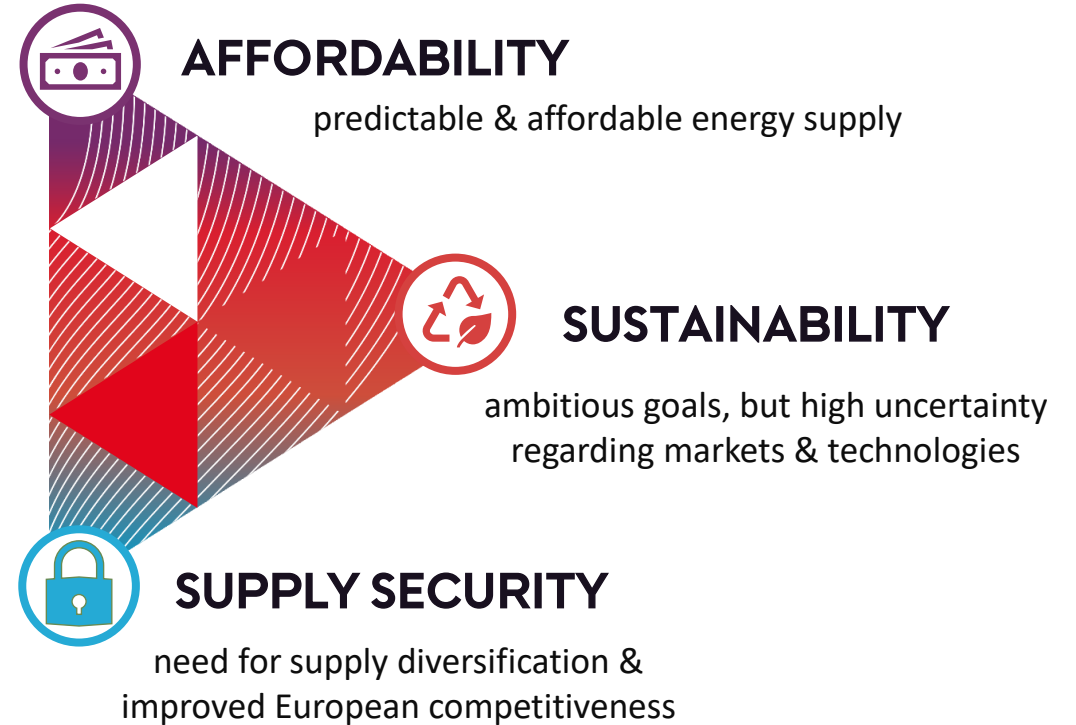 AFFORDABILITY
predictable & affordable energy supply
SUSTAINABILITY
ambitious goals, but high uncertainty
regarding markets & technologies
SUPPLY SECURITY
need for supply diversification &
improved European competitiveness